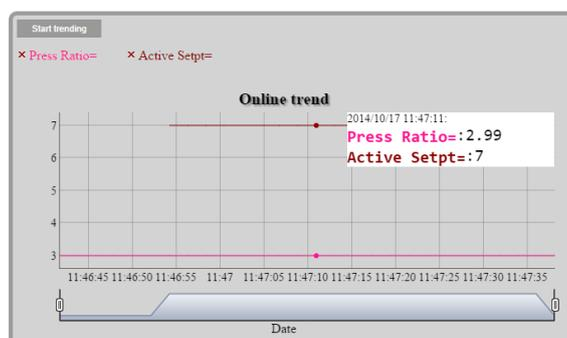 Start trending
× Press Ratio= × Active Setpt=
Online trend
2014/10/17 11:47:11:
Press Ratio=:2.99
Active Setpt=:7
7
6
5
4
3
11:46:45 11:46:50 11:46:55 11:47 11:47:05 11:47:10 11:47:15 11:47:20 11:47:25 11:47:30 11:47:35
Date